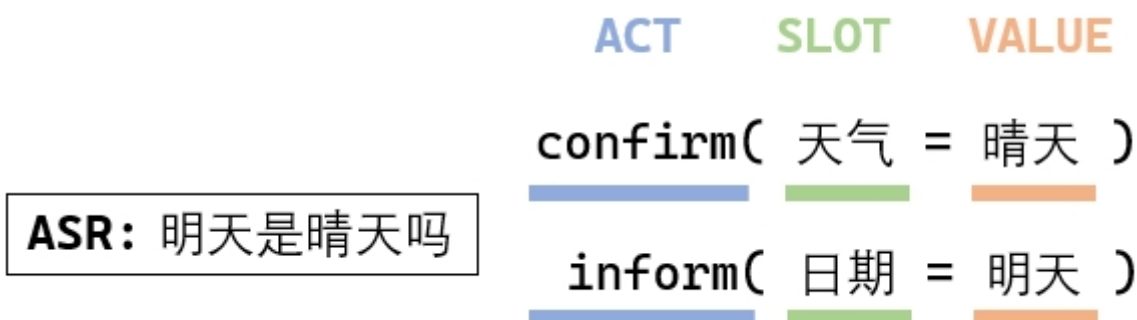 ACT SLOT VALUE
confirm( 天气 = 晴天 )
ASR: 明天是晴天吗
inform( 日期 = 明天 )